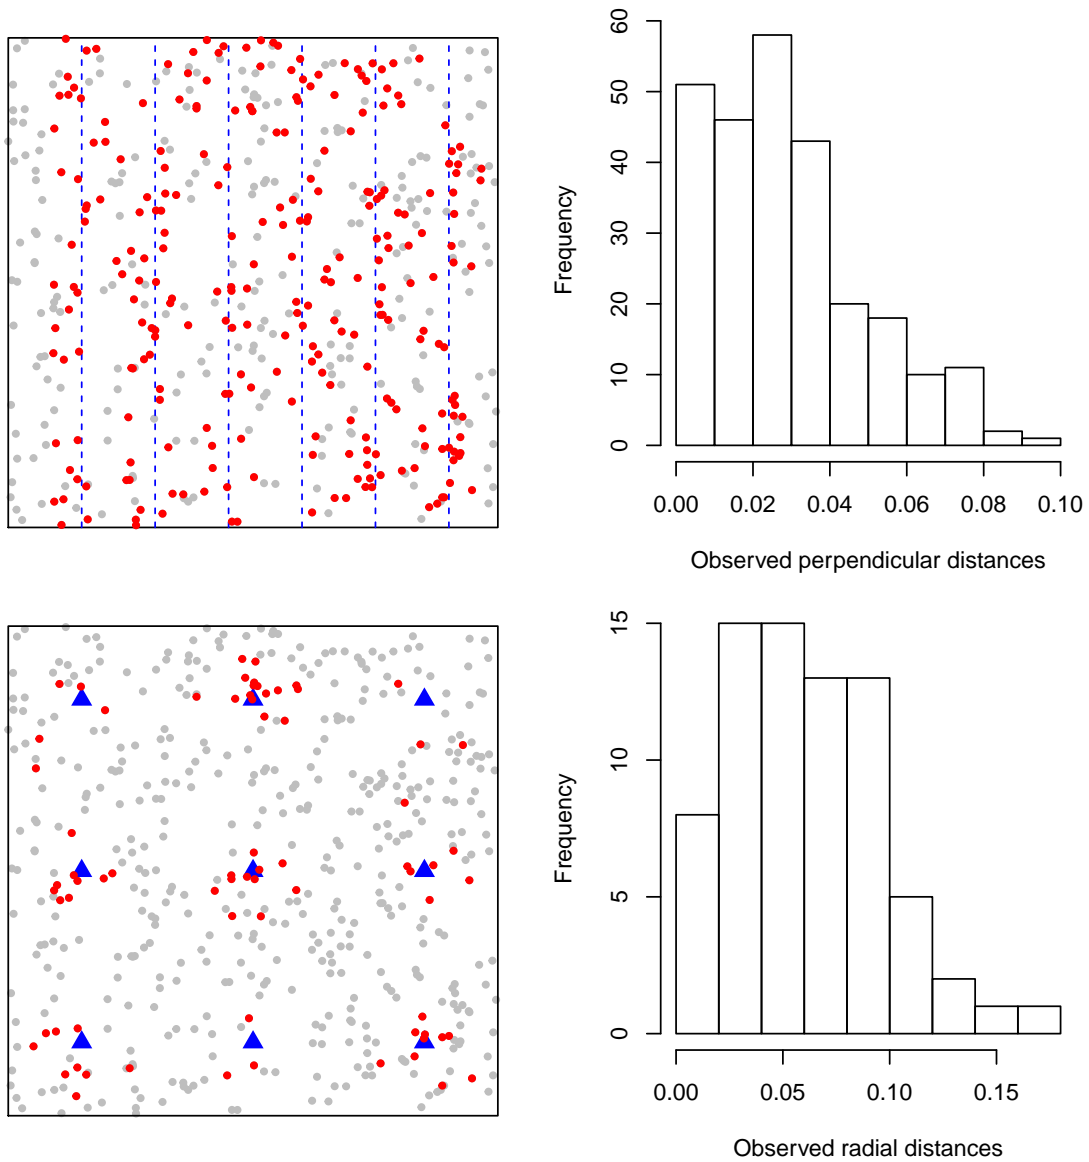 60
50
40
30
20
10
0
Frequency
0.00 0.02 0.04 0.06 0.08 0.10
Observed perpendicular distances
15
10
5
0
Frequency
0.00 0.05 0.10 0.15
Observed radial distances